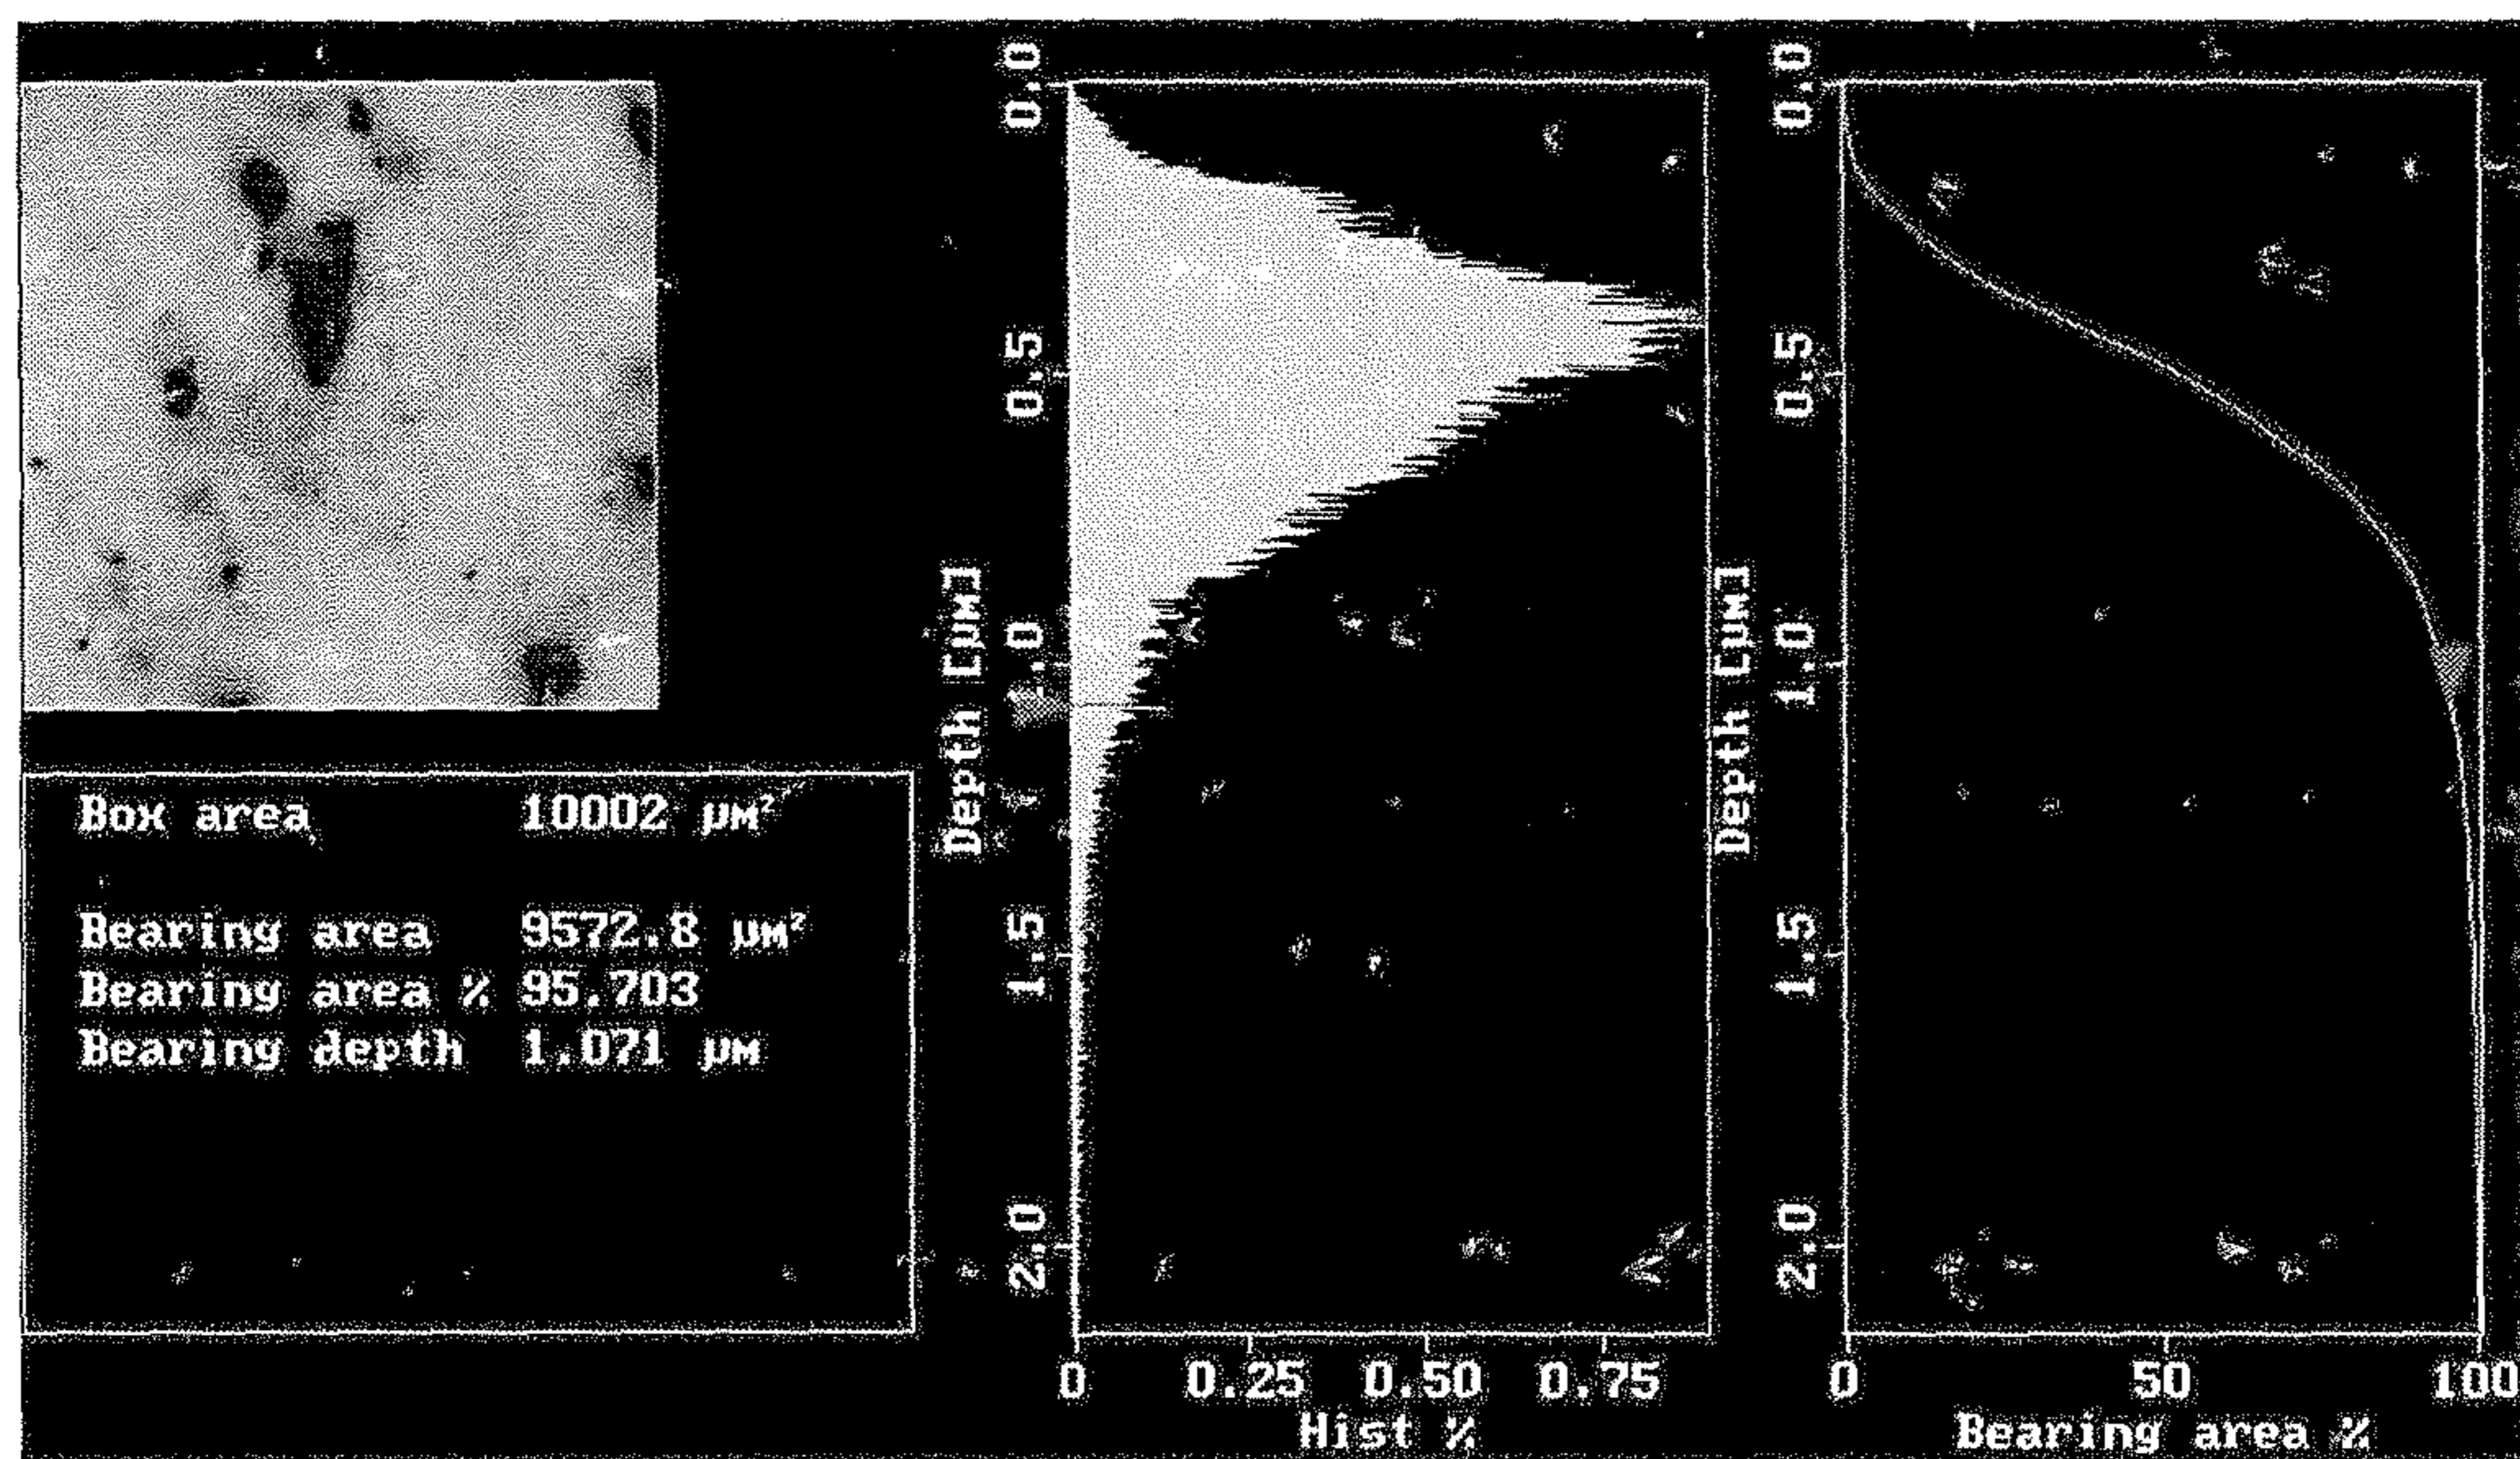 Box area 10002 µm²
Bearing area 9572.8 µm²
Bearing area % 95.703
Bearing depth 1.071 µm
Depth [µm]
0.0
0.5
1.0
1.5
2.0
0 0.25 0.50 0.75
Hist %
Depth [µm]
0.0
0.5
1.0
1.5
2.0
0 50 100
Bearing area %